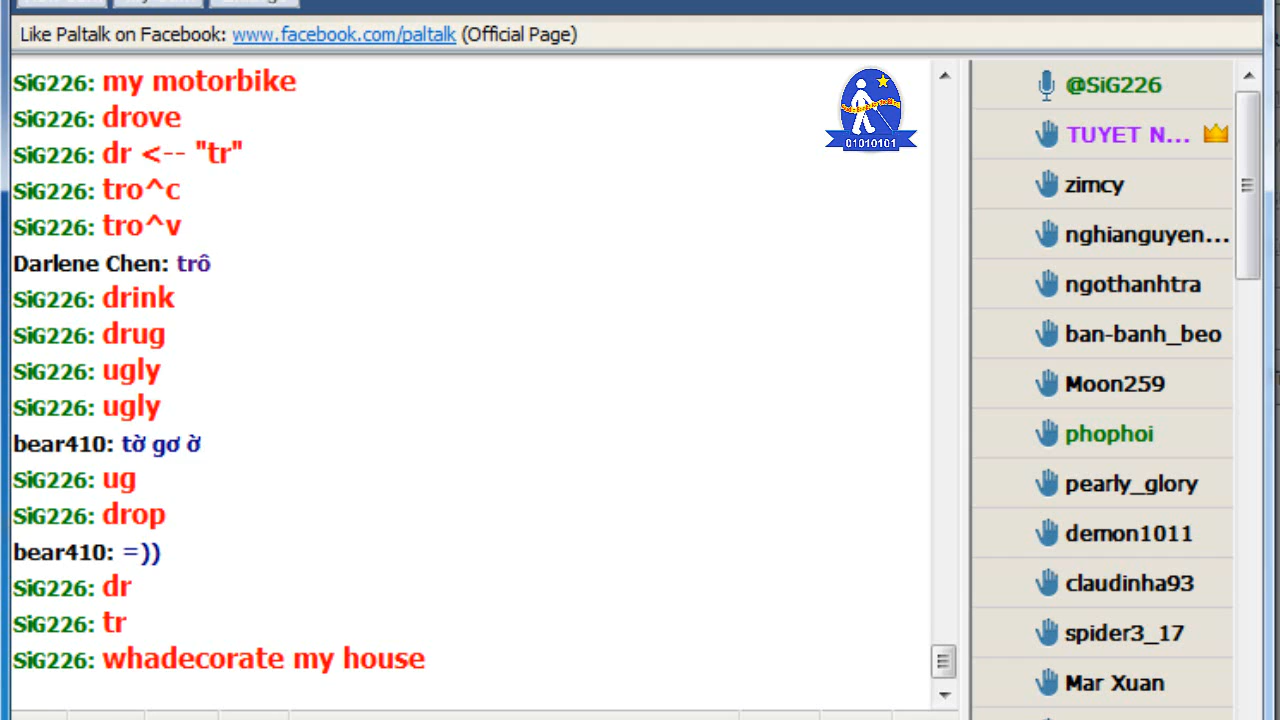 Like Paltalk on Facebook: www.facebook.com/paltalk (Official Page)
SiG226: my motorbike
SiG226: drove
SiG226: dr <-- "tr"
SiG226: tro^c
SiG226: tro^v
Darlene Chen: trô
SiG226: drink
SiG226: drug
SiG226: ugly
SiG226: ugly
bear410: tờ gơ ờ
SiG226: ug
SiG226: drop
bear410: =))
SiG226: dr
SiG226: tr
SiG226: whadecorate my house
01010101
@SiG226
TUYET N...
zimcy
nghianguyen...
ngothanhtra
ban-banh_beo
Moon259
phophoi
pearly_glory
demon1011
claudinha93
spider3_17
Mar Xuan